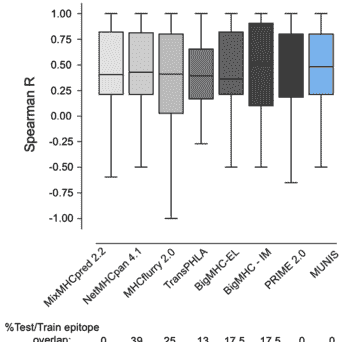 Spearman R
1.00
0.75
0.50
0.25
0.00
-0.25
-0.50
-0.75
-1.00
MixMHCpred 2.2
NetMHCpan 4.1
MHCflurry 2.0
TransPHLA
BigMHC-EL
BigMHC - IM
PRIME 2.0
MUNIS
%Test/Train epitope
overlap: 0 39 25 13 17.5 17.5 0 0